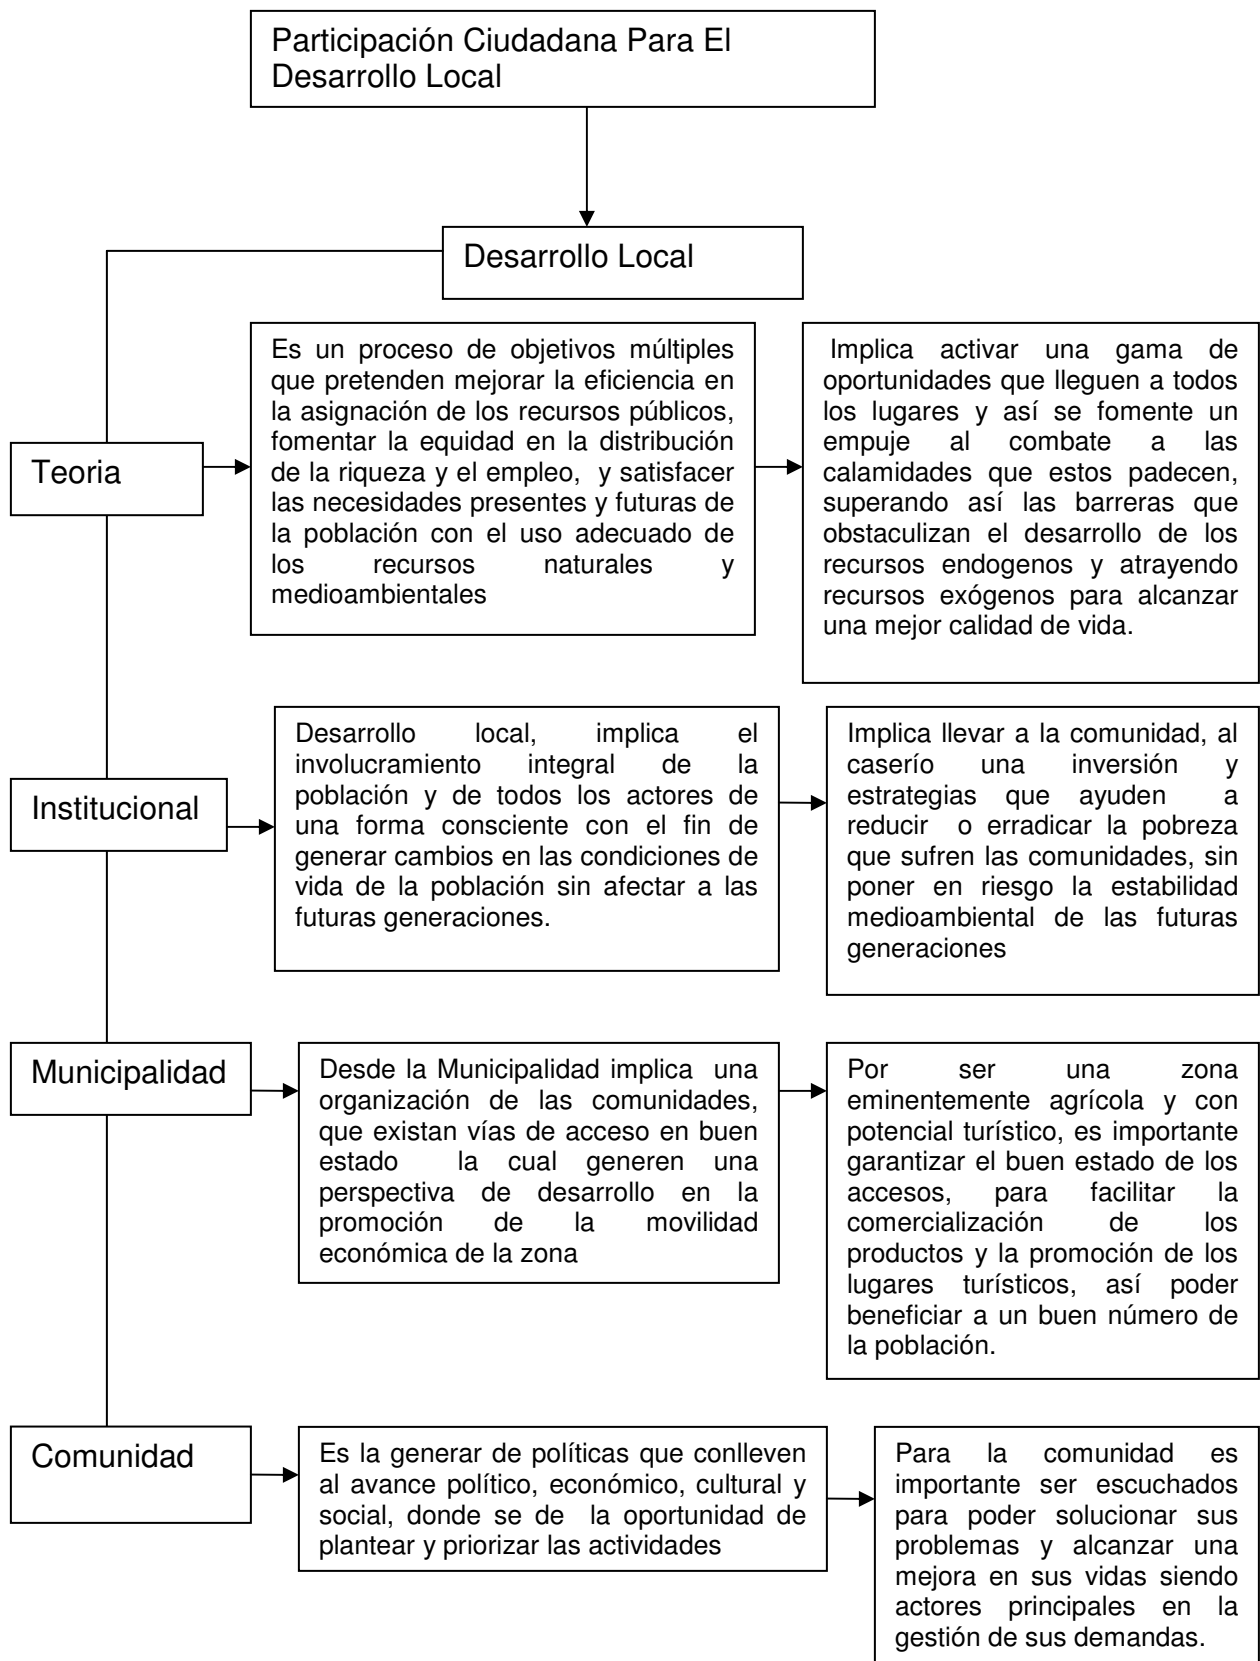 Participación Ciudadana Para El
Desarrollo Local
Desarrollo Local
Teoria
Es un proceso de objetivos múltiples
que pretenden mejorar la eficiencia en
la asignación de los recursos públicos,
fomentar la equidad en la distribución
de la riqueza y el empleo, y satisfacer
las necesidades presentes y futuras de
la población con el uso adecuado de
los recursos naturales y
medioambientales
Implica activar una gama de
oportunidades que lleguen a todos
los lugares y así se fomente un
empuje al combate a las
calamidades que estos padecen,
superando así las barreras que
obstaculizan el desarrollo de los
recursos endogenos y atrayendo
recursos exógenos para alcanzar
una mejor calidad de vida.
Institucional
Desarrollo local, implica el
involucramiento integral de la
población y de todos los actores de
una forma consciente con el fin de
generar cambios en las condiciones de
vida de la población sin afectar a las
futuras generaciones.
Implica llevar a la comunidad, al
caserío una inversión y
estrategias que ayuden a
reducir o erradicar la pobreza
que sufren las comunidades, sin
poner en riesgo la estabilidad
medioambiental de las futuras
generaciones
Municipalidad
Desde la Municipalidad implica una
organización de las comunidades,
que existan vías de acceso en buen
estado la cual generen una
perspectiva de desarrollo en la
promoción de la movilidad
económica de la zona
Por ser una zona
eminentemente agrícola y con
potencial turístico, es importante
garantizar el buen estado de los
accesos, para facilitar la
comercialización de los
productos y la promoción de los
lugares turísticos, así poder
beneficiar a un buen número de
la población.
Comunidad
Es la generar de políticas que conlleven
al avance político, económico, cultural y
social, donde se de la oportunidad de
plantear y priorizar las actividades
Para la comunidad es
importante ser escuchados
para poder solucionar sus
problemas y alcanzar una
mejora en sus vidas siendo
actores principales en la
gestión de sus demandas.